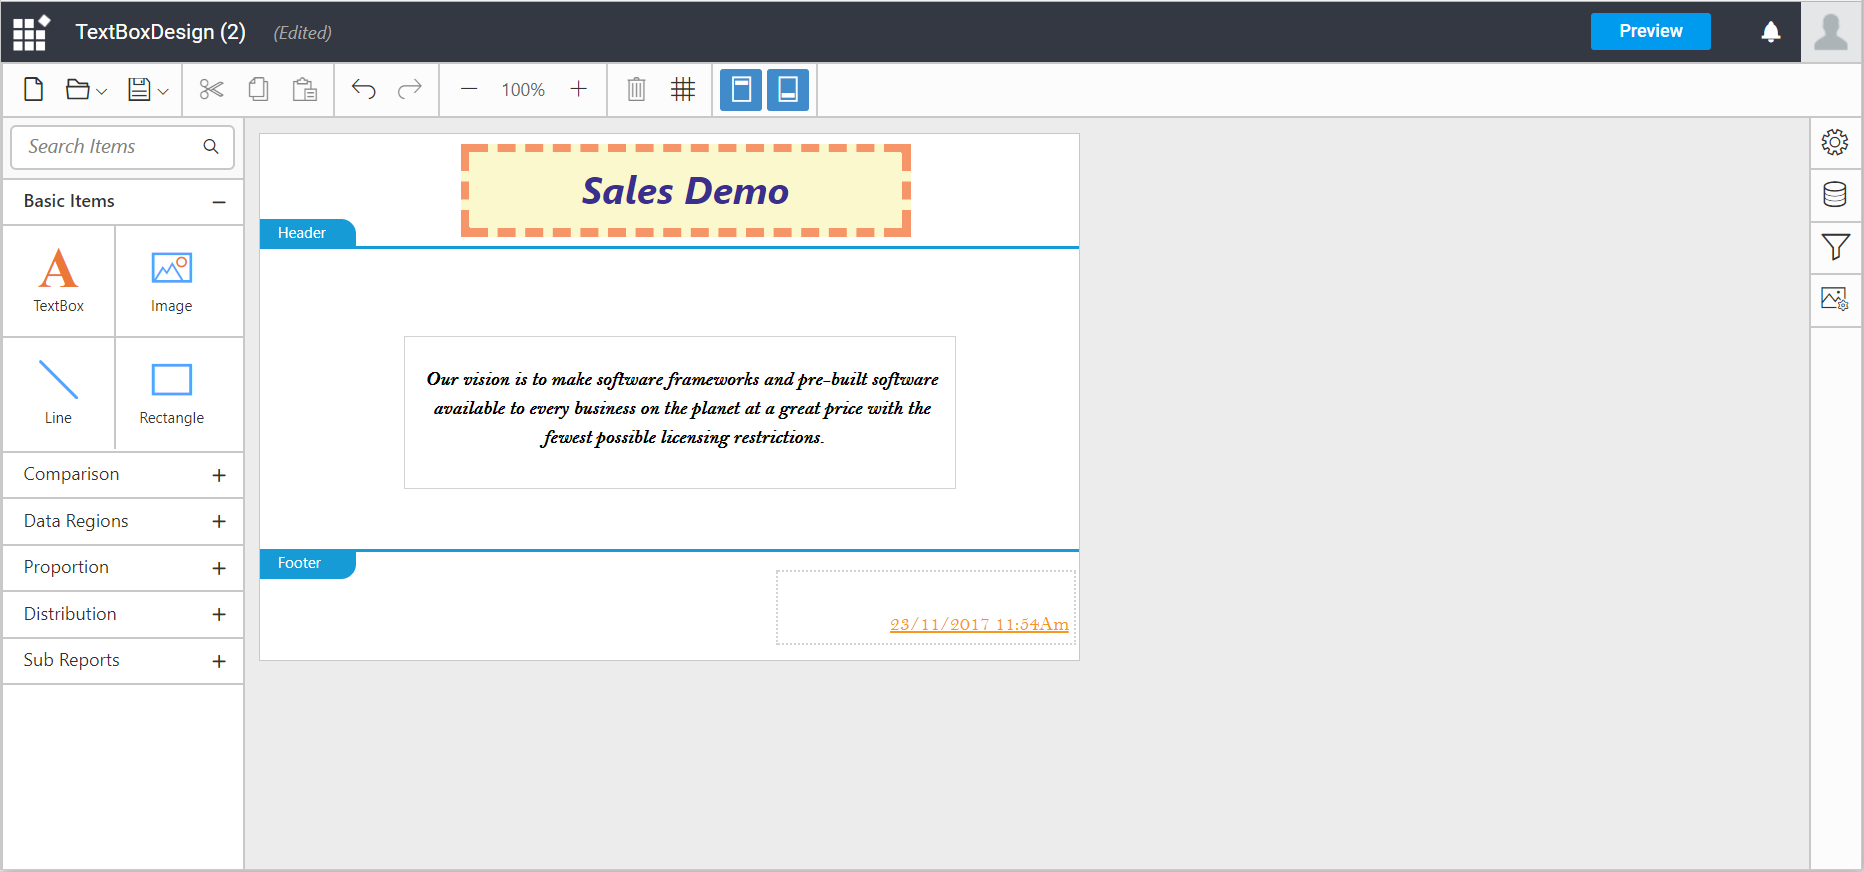 TextBoxDesign (2) (Edited) Preview
100%
Search Items
Basic Items
A
TextBox Image
Line Rectangle
Comparison
Data Regions
Proportion
Distribution
Sub Reports
Sales Demo
Header
Our vision is to make software frameworks and pre-built software
available to every business on the planet at a great price with the
fewest possible licensing restrictions.
Footer
23/11/2017 11:54Am